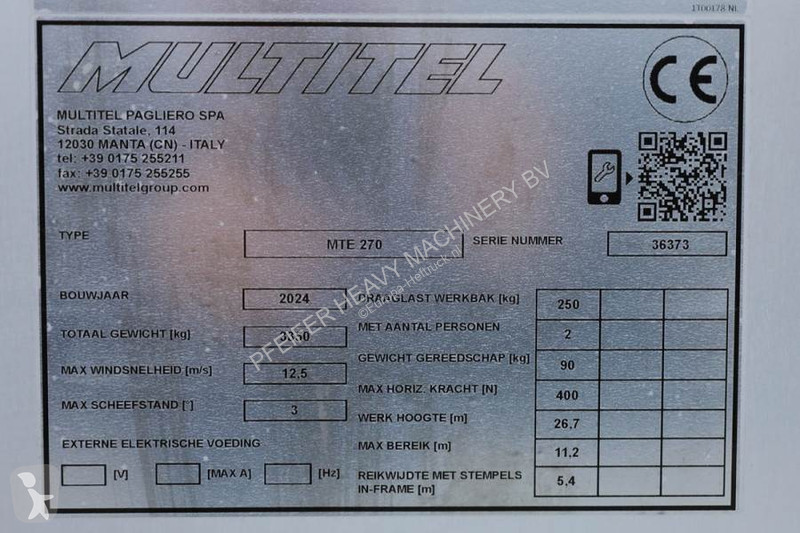 1100178-NL
MULTITEL
CE
MULTITEL PAGLIERO SPA
Strada Statale, 114
12030 MANTA (CN) - ITALY
tel: +39 0175 255211
fax: +39 0175 255255
www.multitelgroup.com
TYPE MTE 270 SERIE NUMMER 36373
BOUWJAAR 2024
TOTAAL GEWICHT [kg] 3350
MAX WINDSNELHEID [m/s] 12,5
MAX SCHEEFSTAND [°] 3
EXTERNE ELEKTRISCHE VOEDING
[V] [MAX A] [Hz]
DRAAGLAST WERKBAK [kg] 250
MET AANTAL PERSONEN 2
GEWICHT GEREEDSCHAP [kg] 90
MAX HORIZ. KRACHT [N] 400
WERK HOOGTE [m] 26,7
MAX BEREIK [m] 11,2
REIKWIJDTE MET STEMPELS
IN-FRAME [m] 5,4
PFEIFER HEAVY MACHINERY BV